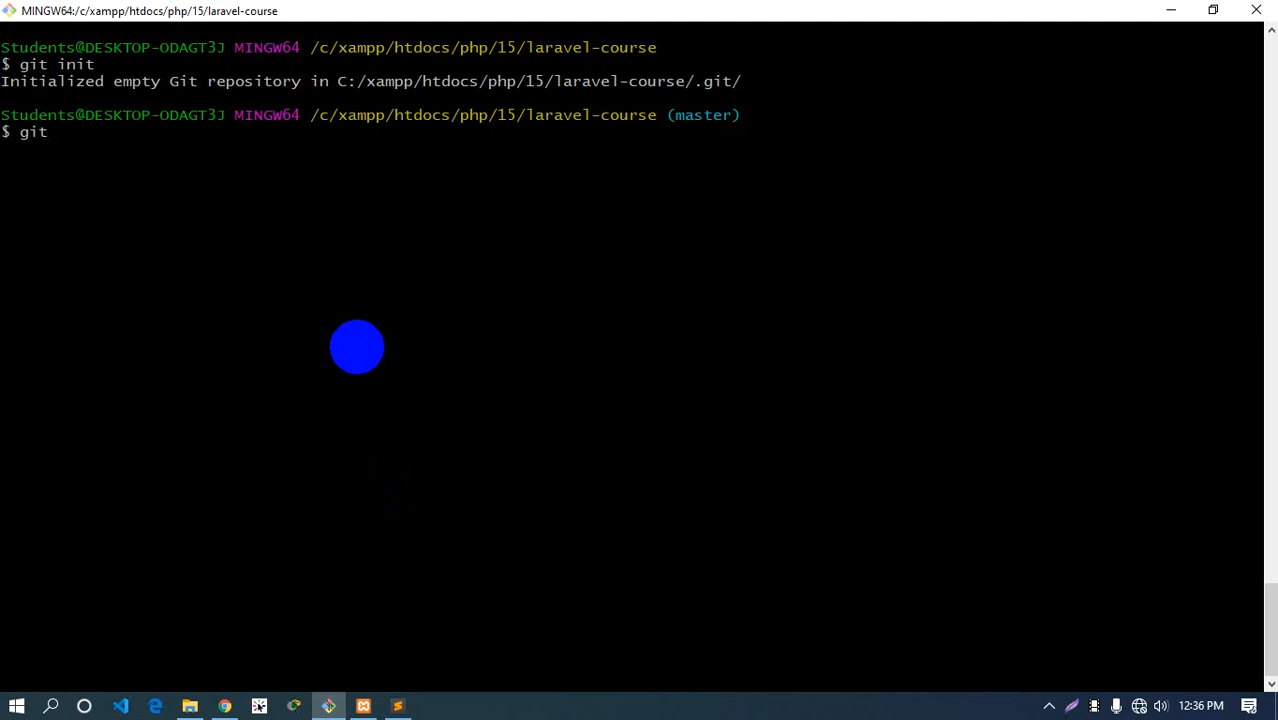 MINGW64:/c/xampp/htdocs/php/15/laravel-course
Students@DESKTOP-ODAGT3J MINGW64 /c/xampp/htdocs/php/15/laravel-course
$ git init
Initialized empty Git repository in C:/xampp/htdocs/php/15/laravel-course/.git/
Students@DESKTOP-ODAGT3J MINGW64 /c/xampp/htdocs/php/15/laravel-course (master)
$ git
12:36 PM